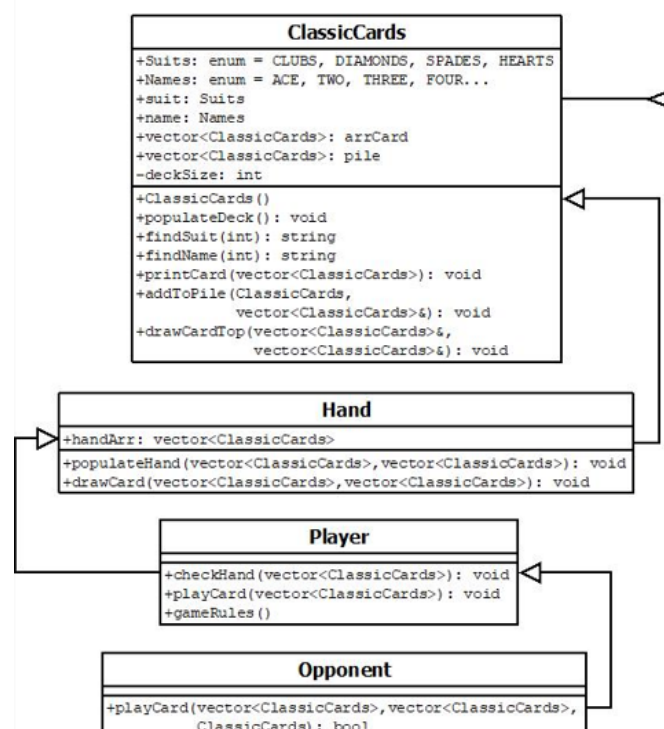 ClassicCards
+Suits: enum = CLUBS, DIAMONDS, SPADES, HEARTS
+Names: enum = ACE, TWO, THREE, FOUR...
+suit: Suits
+name: Names
+vector<ClassicCards>: arrCard
+vector<ClassicCards>: pile
-deckSize: int
+ClassicCards()
+populateDeck(): void
+findSuit(int): string
+findName(int): string
+printCard(vector<ClassicCards>): void
+addToPile(ClassicCards,
vector<ClassicCards>&): void
+drawCardTop(vector<ClassicCards>&,
vector<ClassicCards>&): void
Hand
+handArr: vector<ClassicCards>
+populateHand(vector<ClassicCards>,vector<ClassicCards>): void
+drawCard(vector<ClassicCards>,vector<ClassicCards>): void
Player
+checkHand(vector<ClassicCards>): void
+playCard(vector<ClassicCards>): void
+gameRules()
Opponent
+playCard(vector<ClassicCards>,vector<ClassicCards>,
ClassicCards): bool